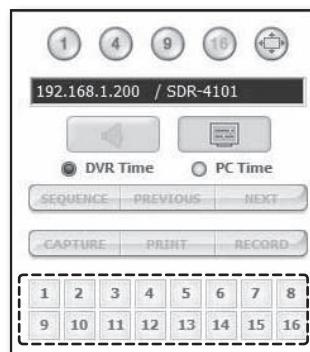 1 4 9 16
192.168.1.200 / SDR-4101
DVR Time PC Time
SEQUENCE PREVIOUS NEXT
CAPTURE PRINT RECORD
1 2 3 4 5 6 7 8
9 10 11 12 13 14 15 16